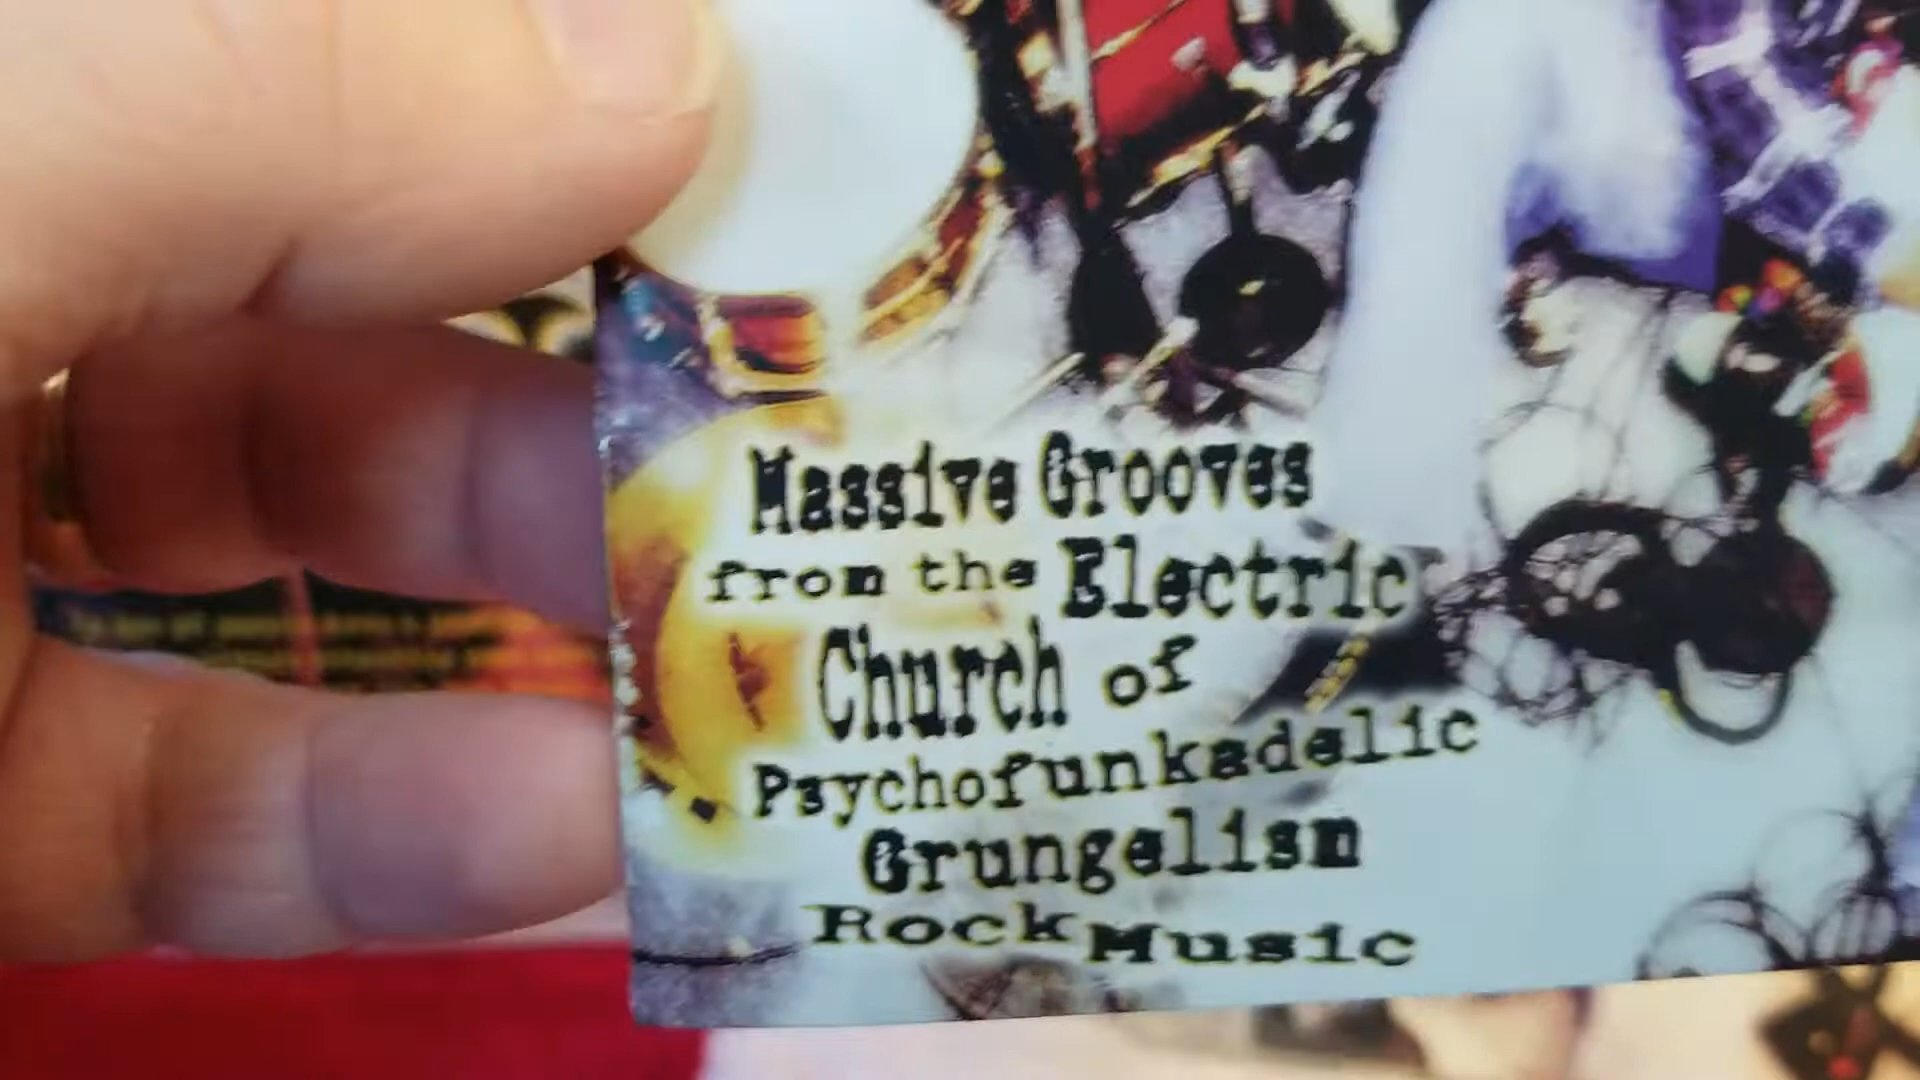 Massive Grooves
from the Electric
Church of
Psychofunkadelic
Grungelism
Rock Music